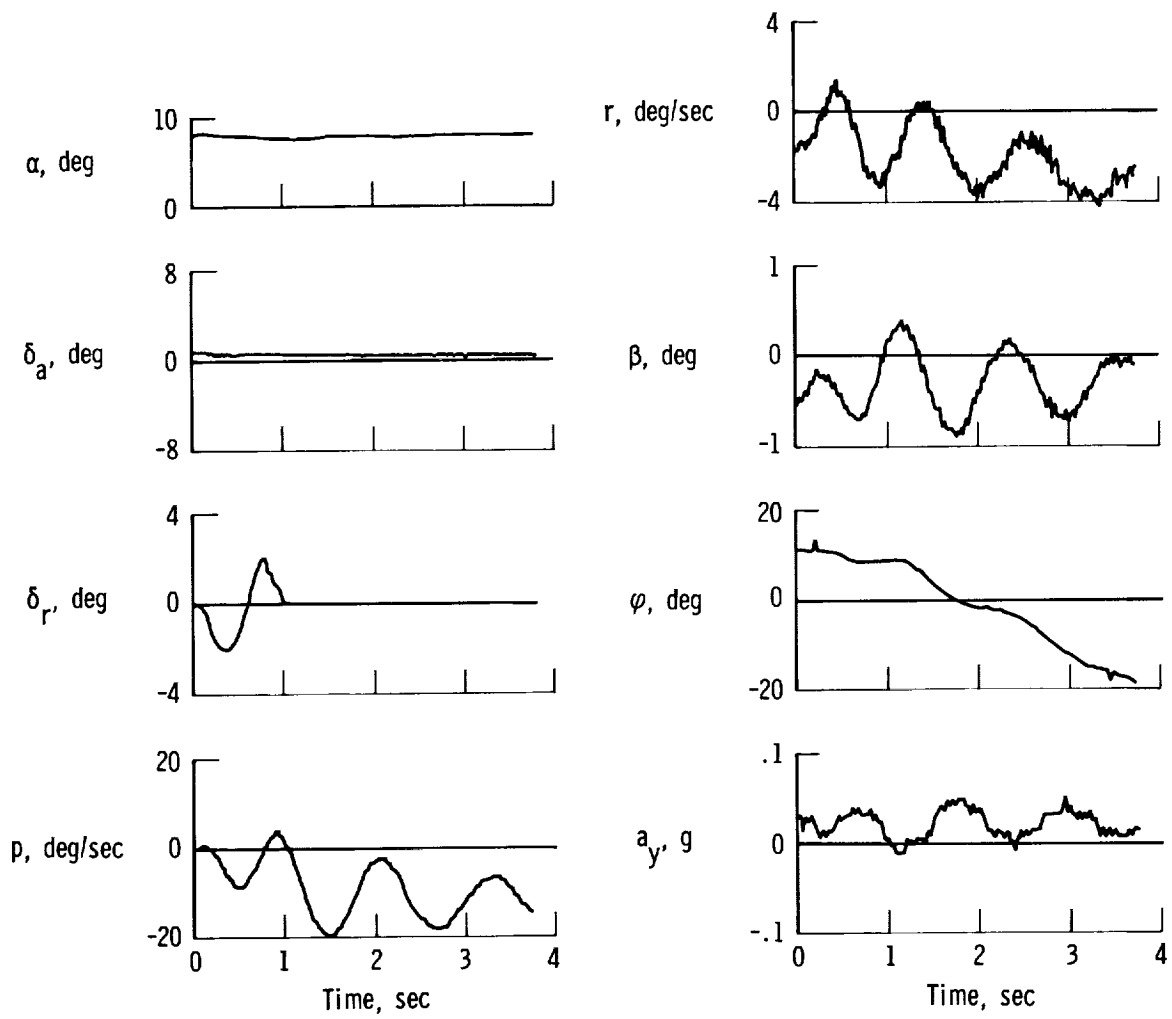 10
α, deg
0
8
δa, deg
0
-8
4
δr, deg
0
-4
20
p, deg/sec
0
-20
0 1 2 3 4
Time, sec
4
r, deg/sec
0
-4
1
β, deg
0
-1
20
φ, deg
0
-20
.1
ay, g
0
-.1
0 1 2 3 4
Time, sec